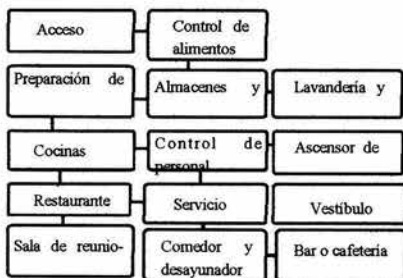 Acceso
Control de
alimentos
Preparación de
Almacenes y
Lavandería y
Cocinas
Control de
personal
Ascensor de
Restaurante
Servicio
Vestíbulo
Sala de reunio-
Comedor y
desayunador
Bar o cafetería